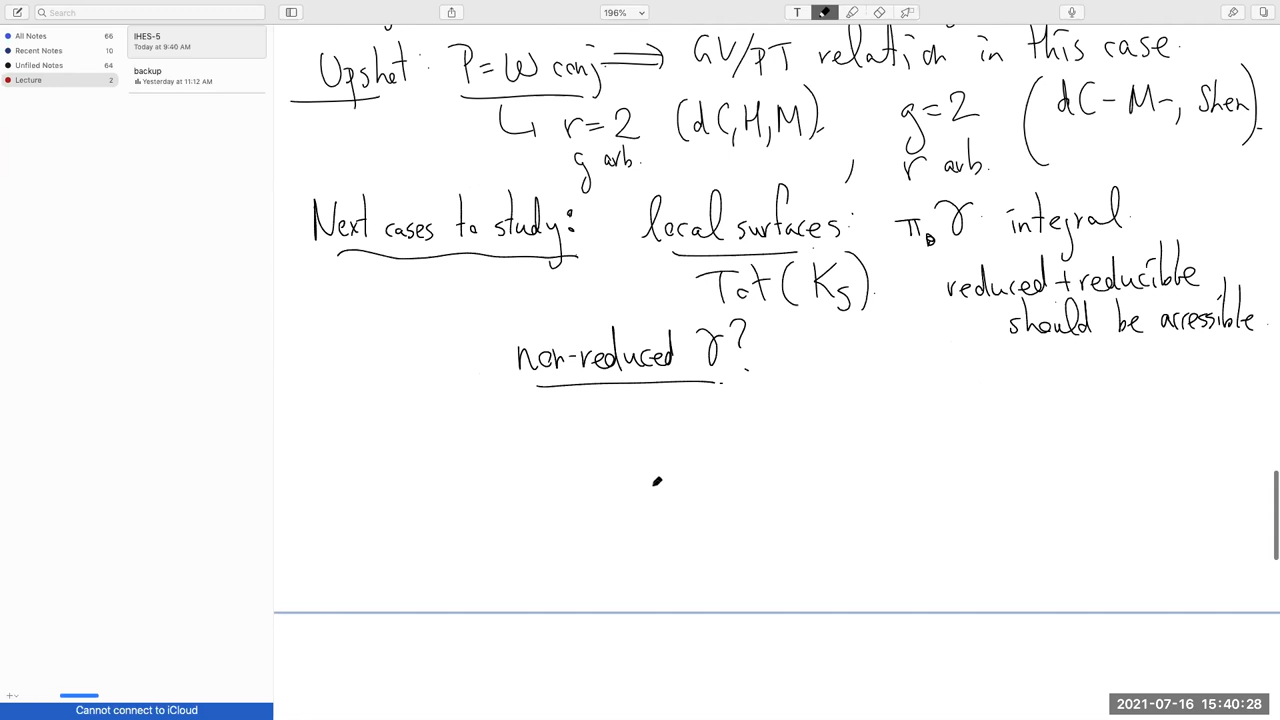 Search
196%
T
All Notes 66
Recent Notes 10
Unfiled Notes 64
Lecture 2
IHES-5
Today at 9:40 AM
backup
Yesterday at 11:12 AM
Upshot: P=W conj ⟹ GV/PT relation in this case.
r=2 (dC, H, M), g=2 (dC-M-, Shen).
g arb. , r arb.
Next cases to study: local surfaces: π∗γ integral.
Tot(K_S). reduced + reducible
should be accessible.
non-reduced γ?
Cannot connect to iCloud
2021-07-16 15:40:28